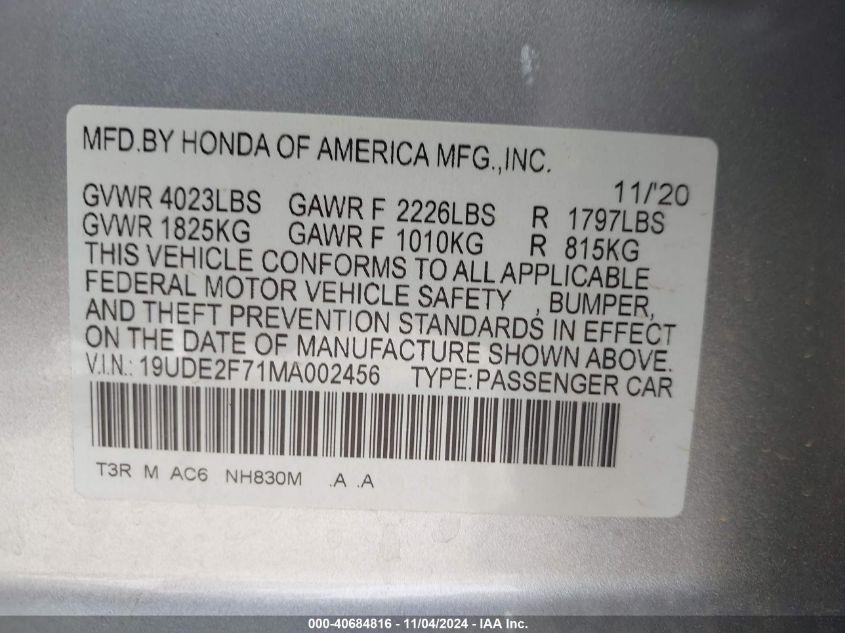 MFD.BY HONDA OF AMERICA MFG.,INC.
11/'20
GVWR 4023LBS GAWR F 2226LBS R 1797LBS
GVWR 1825KG GAWR F 1010KG R 815KG
THIS VEHICLE CONFORMS TO ALL APPLICABLE
FEDERAL MOTOR VEHICLE SAFETY , BUMPER,
AND THEFT PREVENTION STANDARDS IN EFFECT
ON THE DATE OF MANUFACTURE SHOWN ABOVE.
V.I.N.: 19UDE2F71MA002456 TYPE:PASSENGER CAR
T3R M AC6 NH830M .A .A
000-40684816 - 11/04/2024 - IAA Inc.